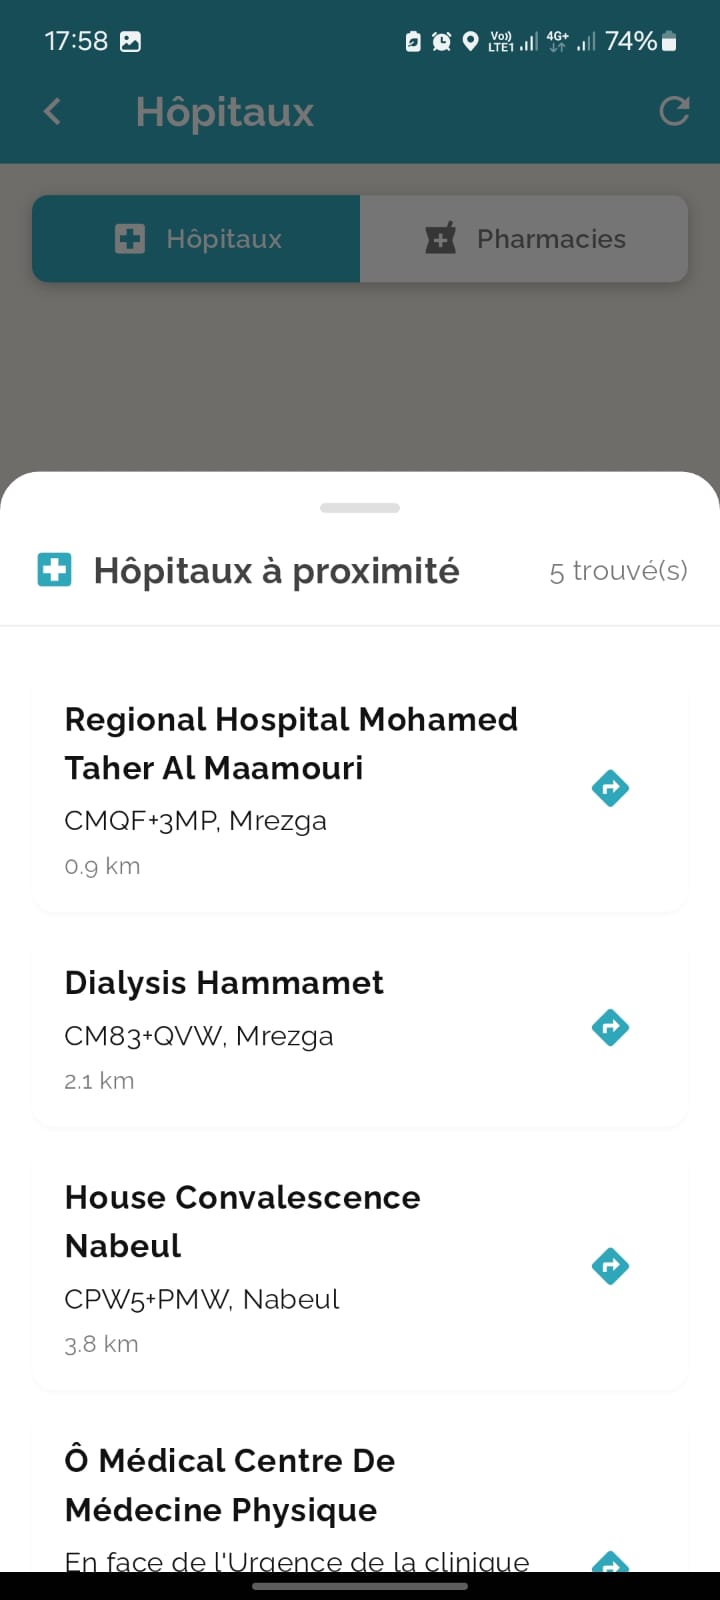 17:58
Vo)) LTE1 4G+ 74%
Hôpitaux
Hôpitaux
Pharmacies
Hôpitaux à proximité
5 trouvé(s)
Regional Hospital Mohamed
Taher Al Maamouri
CMQF+3MP, Mrezga
0.9 km
Dialysis Hammamet
CM83+QVW, Mrezga
2.1 km
House Convalescence
Nabeul
CPW5+PMW, Nabeul
3.8 km
Ô Médical Centre De
Médecine Physique
En face de l'Urgence de la clinique